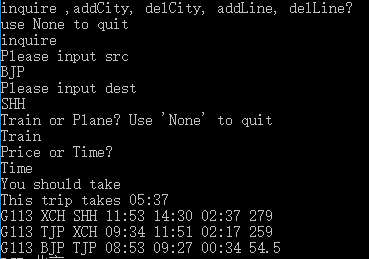 inquire ,addCity, delCity, addLine, delLine?
use None to quit
inquire
Please input src
BJP
Please input dest
SHH
Train or Plane? Use 'None' to quit
Train
Price or Time?
Time
You should take
This trip takes 05:37
G113 XCH SHH 11:53 14:30 02:37 279
G113 TJP XCH 09:34 11:51 02:17 259
G113 BJP TJP 08:53 09:27 00:34 54.5